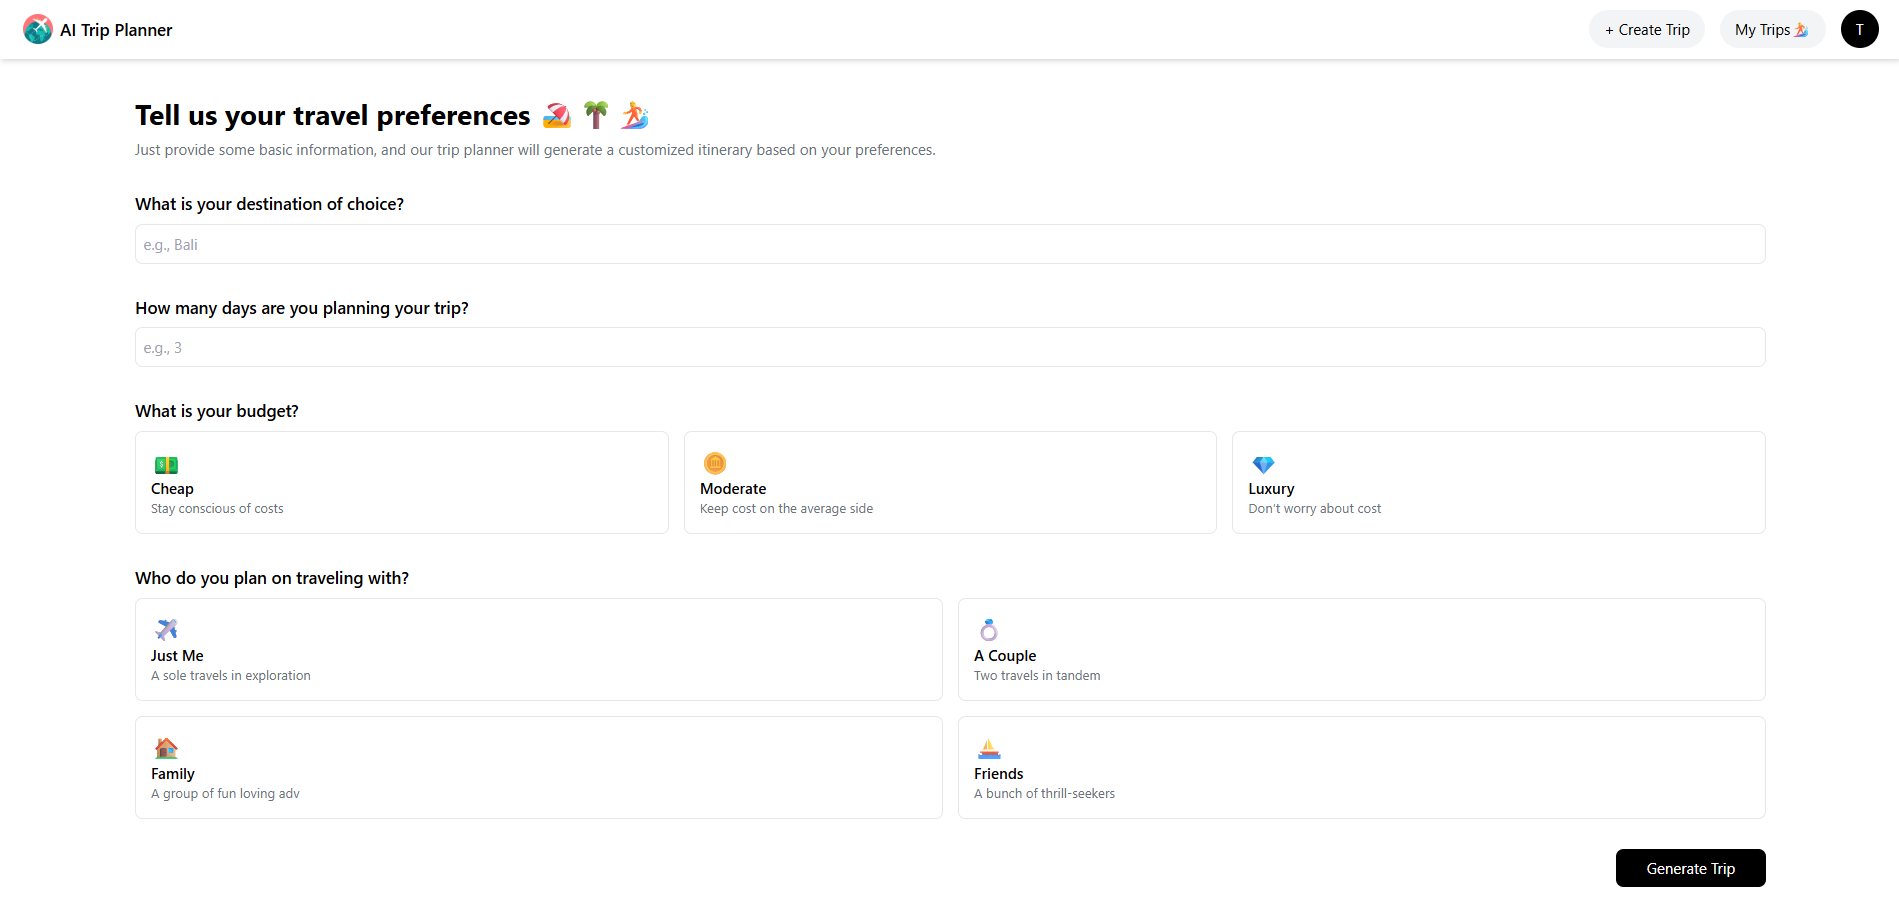 AI Trip Planner
+ Create Trip
My Trips
T
Tell us your travel preferences
Just provide some basic information, and our trip planner will generate a customized itinerary based on your preferences.
What is your destination of choice?
e.g., Bali
How many days are you planning your trip?
e.g., 3
What is your budget?
Cheap
Stay conscious of costs
Moderate
Keep cost on the average side
Luxury
Don't worry about cost
Who do you plan on traveling with?
Just Me
A sole travels in exploration
A Couple
Two travels in tandem
Family
A group of fun loving adv
Friends
A bunch of thrill-seekers
Generate Trip